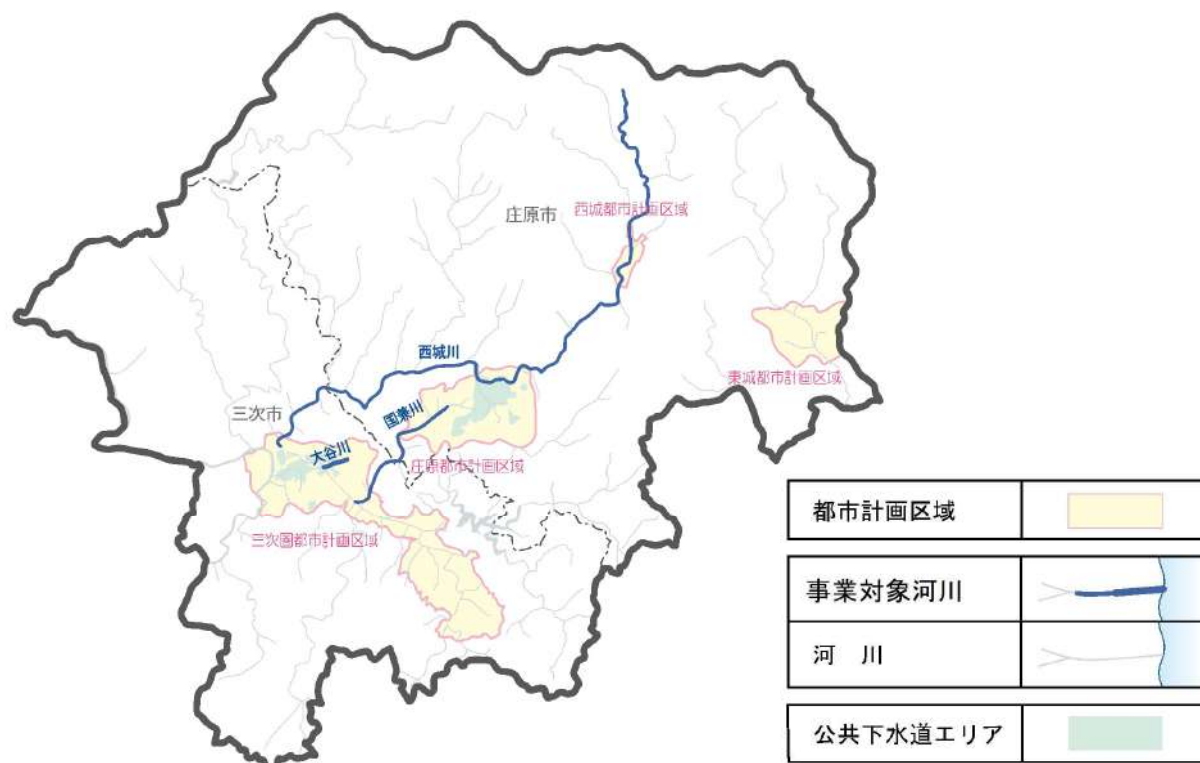 庄原市
西城都市計画区域
西城川
東城都市計画区域
三次市
国兼川
大谷川
庄原都市計画区域
三次圏都市計画区域
都市計画区域
事業対象河川
河 川
公共下水道エリア